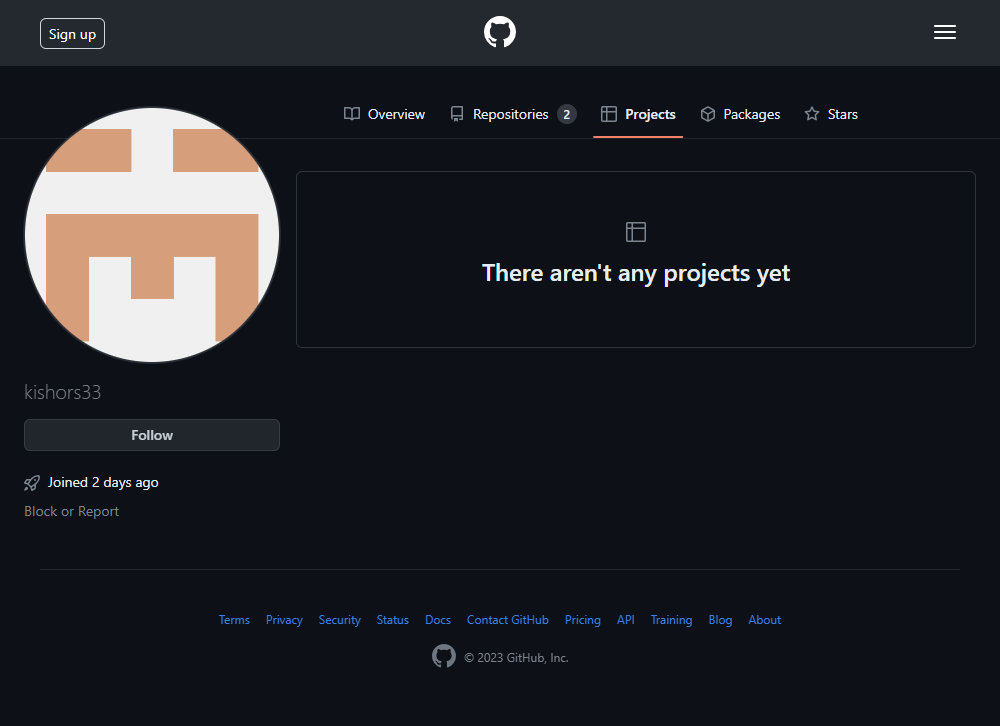 Sign up
Overview Repositories 2 Projects Packages Stars
There aren't any projects yet
kishors33
Follow
Joined 2 days ago
Block or Report
Terms Privacy Security Status Docs Contact GitHub Pricing API Training Blog About
© 2023 GitHub, Inc.